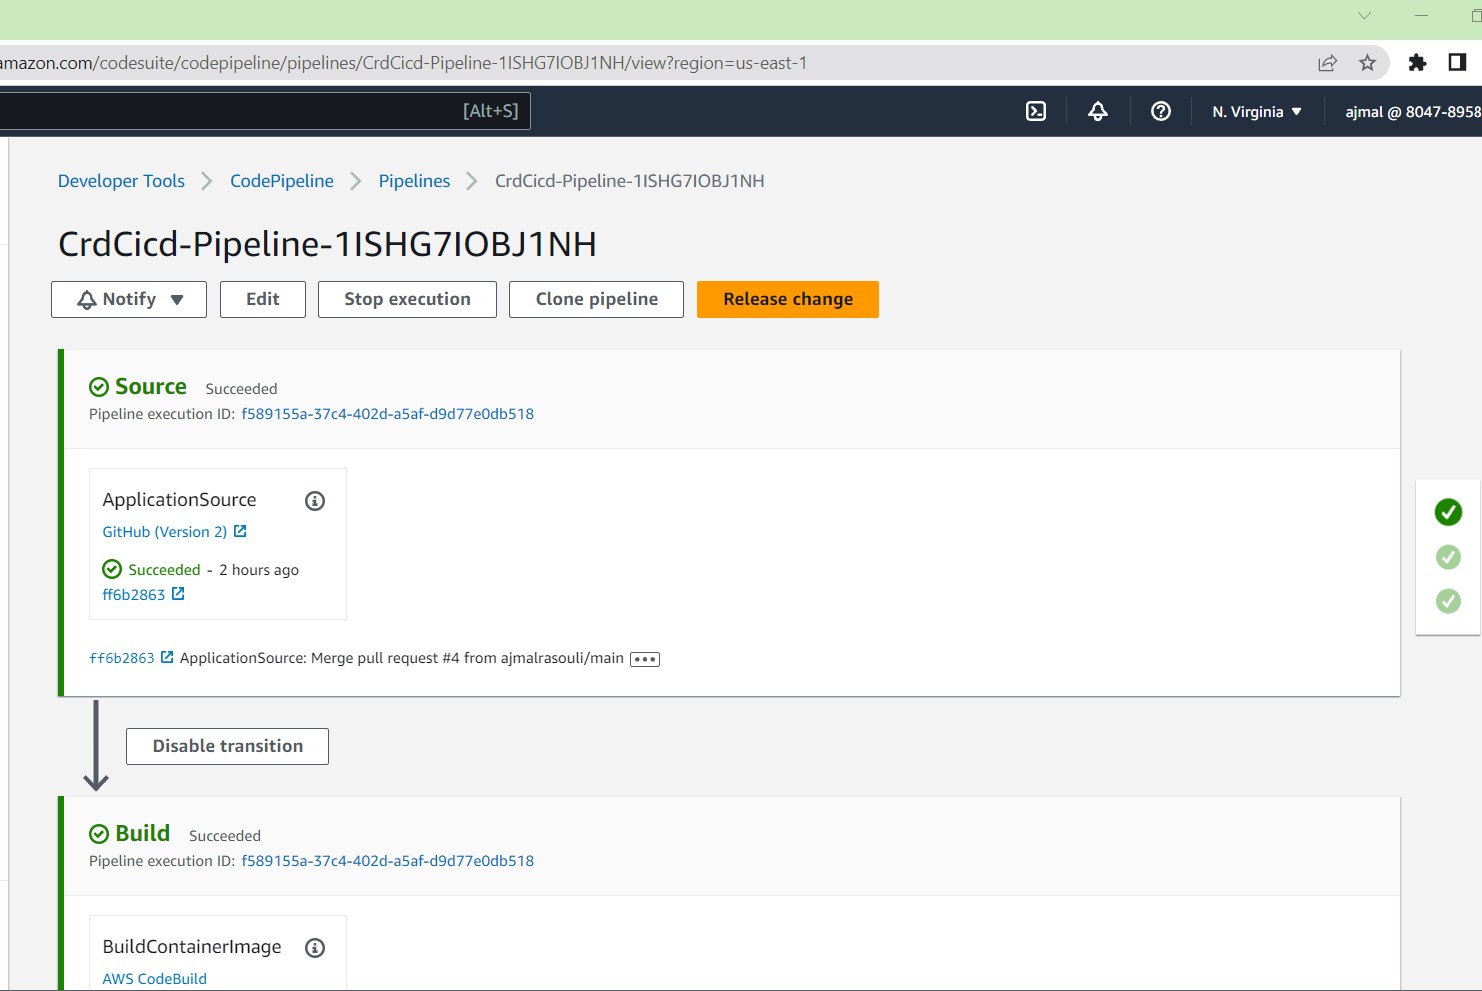 amazon.com/codesuite/codepipeline/pipelines/CrdCicd-Pipeline-1ISHG7IOBJ1NH/view?region=us-east-1
[Alt+S]
N. Virginia
ajmal @ 8047-8958
Developer Tools
CodePipeline
Pipelines
CrdCicd-Pipeline-1ISHG7IOBJ1NH
CrdCicd-Pipeline-1ISHG7IOBJ1NH
Notify
Edit
Stop execution
Clone pipeline
Release change
Source Succeeded
Pipeline execution ID: f589155a-37c4-402d-a5af-d9d77e0db518
ApplicationSource
GitHub (Version 2)
Succeeded - 2 hours ago
ff6b2863
ff6b2863 ApplicationSource: Merge pull request #4 from ajmalrasouli/main
Disable transition
Build Succeeded
Pipeline execution ID: f589155a-37c4-402d-a5af-d9d77e0db518
BuildContainerImage
AWS CodeBuild